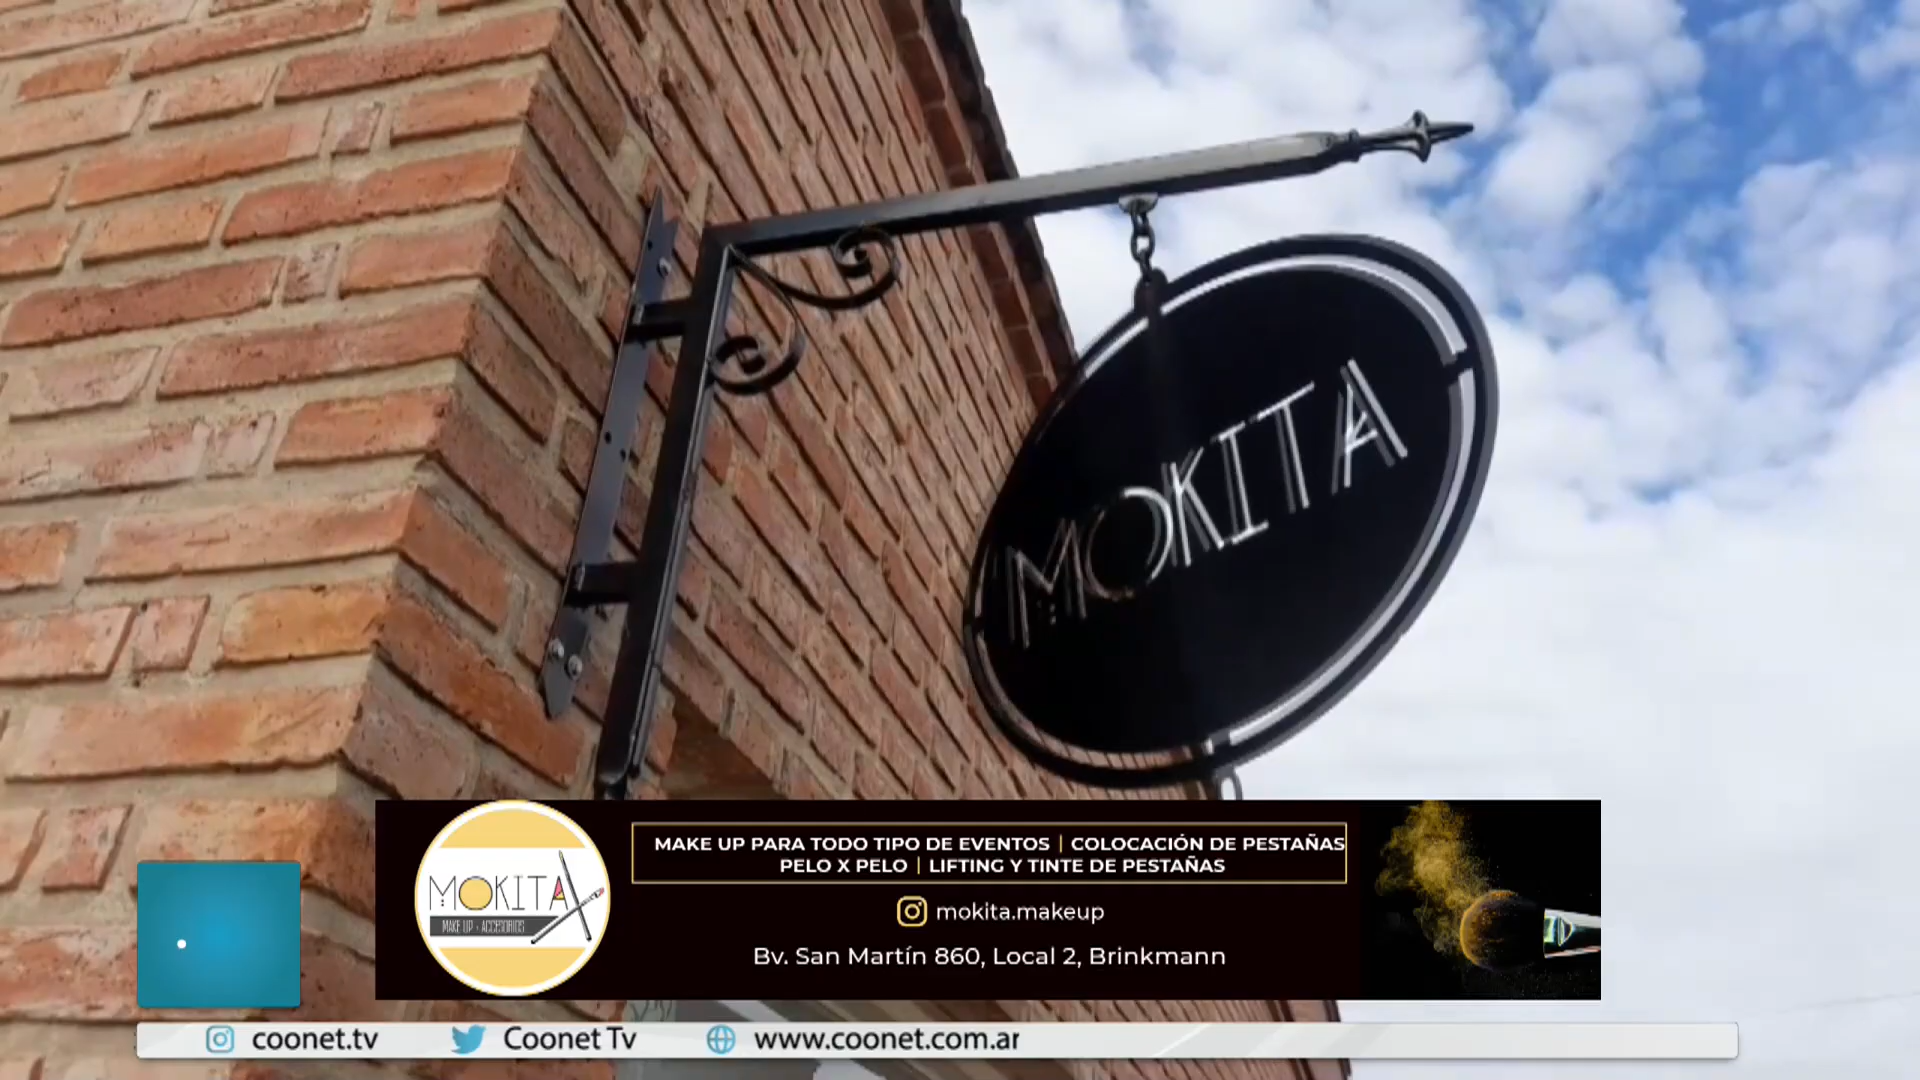 MOKITA
MOKITA
MAKE UP - ACCESORIOS
MAKE UP PARA TODO TIPO DE EVENTOS | COLOCACIÓN DE PESTAÑAS
PELO X PELO | LIFTING Y TINTE DE PESTAÑAS
mokita.makeup
Bv. San Martín 860, Local 2, Brinkmann
coonet.tv Coonet Tv www.coonet.com.ar